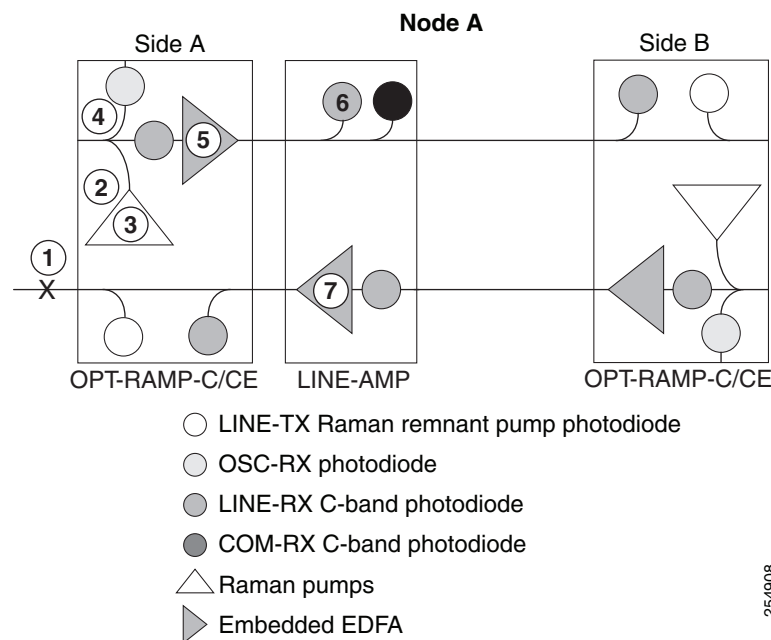 Node A
Side A
Side B
4
6
5
2
3
1
X
7
OPT-RAMP-C/CE
LINE-AMP
OPT-RAMP-C/CE
LINE-TX Raman remnant pump photodiode
OSC-RX photodiode
LINE-RX C-band photodiode
COM-RX C-band photodiode
Raman pumps
Embedded EDFA
254908